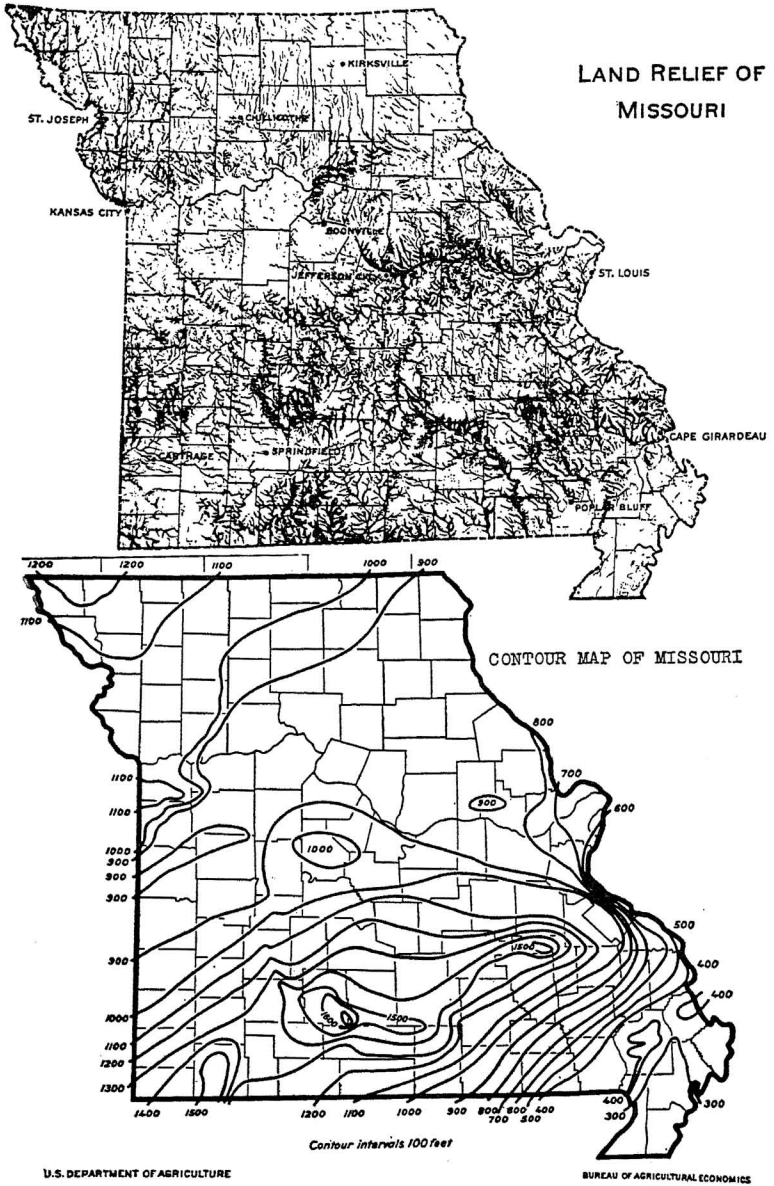 LAND RELIEF OF
MISSOURI
KIRKSVILLE
ST. JOSEPH
CHILLICOTHE
KANSAS CITY
BOONVILLE
JEFFERSON CITY
ST. LOUIS
CAPE GIRARDEAU
CARTHAGE
SPRINGFIELD
POPLAR BLUFF
1200 1200 1100 1000 900
1100
CONTOUR MAP OF MISSOURI
800
700
1100
900
600
1100
1000
1000
900
900
300
500
1500
900
400
400
1600
1500
1000
1100
1200
1300
1400 1500 1200 1100 1000 900 800 600 400
700 500
400
300
300
Contour intervals 100 feet
U.S. DEPARTMENT OF AGRICULTURE
BUREAU OF AGRICULTURAL ECONOMICS